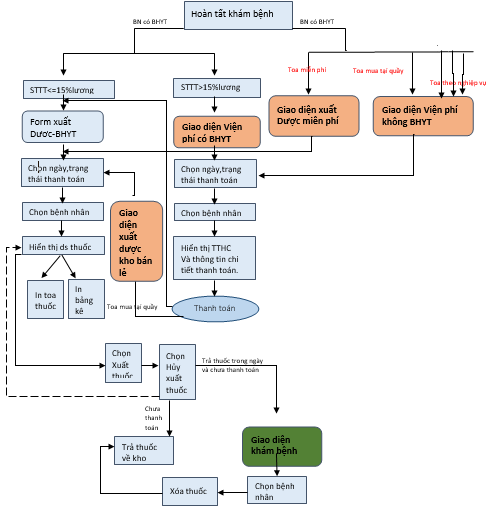 Hoàn tất khám bệnh
BN có BHYT
BN có BHYT
Toa miễn phí
Toa mua tại quầy
Toa theo nghiệp vụ
STTT<=15%lương
STTT>15%lương
Giao diện xuất
Dược miên phí
Giao diện Viện phí
không BHYT
Form xuất
Dươc-BHYT
Giao diện Viện
phí có BHYT
Chọn ngày,trạng
thái thanh toán
Chọn ngày,trạng
thái thanh toán
Chọn bệnh nhân
Giao
diện
xuất
dược
kho bán
lẻ
Chọn bệnh nhân
Hiển thị ds thuốc
Hiển thị TTHC
Và thông tin chi
tiết thanh toán.
In toa
thuốc
In
bảng
kê
Toa mua tại quầy
Thanh toán
Chọn
Xuất
thuốc
Chọn
Hủy
xuất
thuốc
Trả thuốc trong ngày
và chưa thanh toán
Chưa
thanh
toán
Giao diện
khám bệnh
Trả thuốc
về kho
Xóa thuốc
Chọn bệnh
nhân